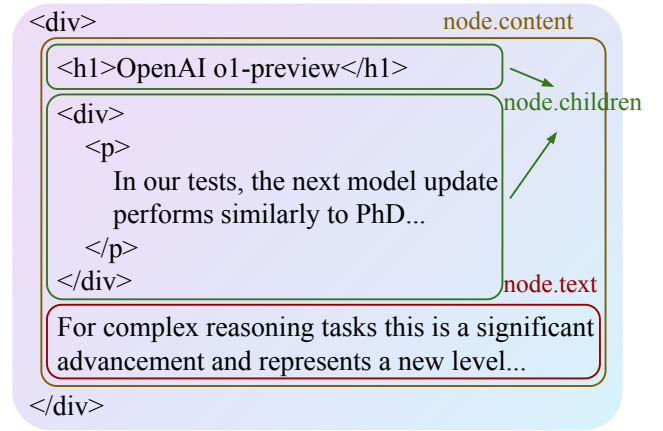 <div>
node.content
<h1>OpenAI o1-preview</h1>
node.children
<div>
<p>
In our tests, the next model update
performs similarly to PhD...
</p>
</div>
node.text
For complex reasoning tasks this is a significant
advancement and represents a new level...
</div>